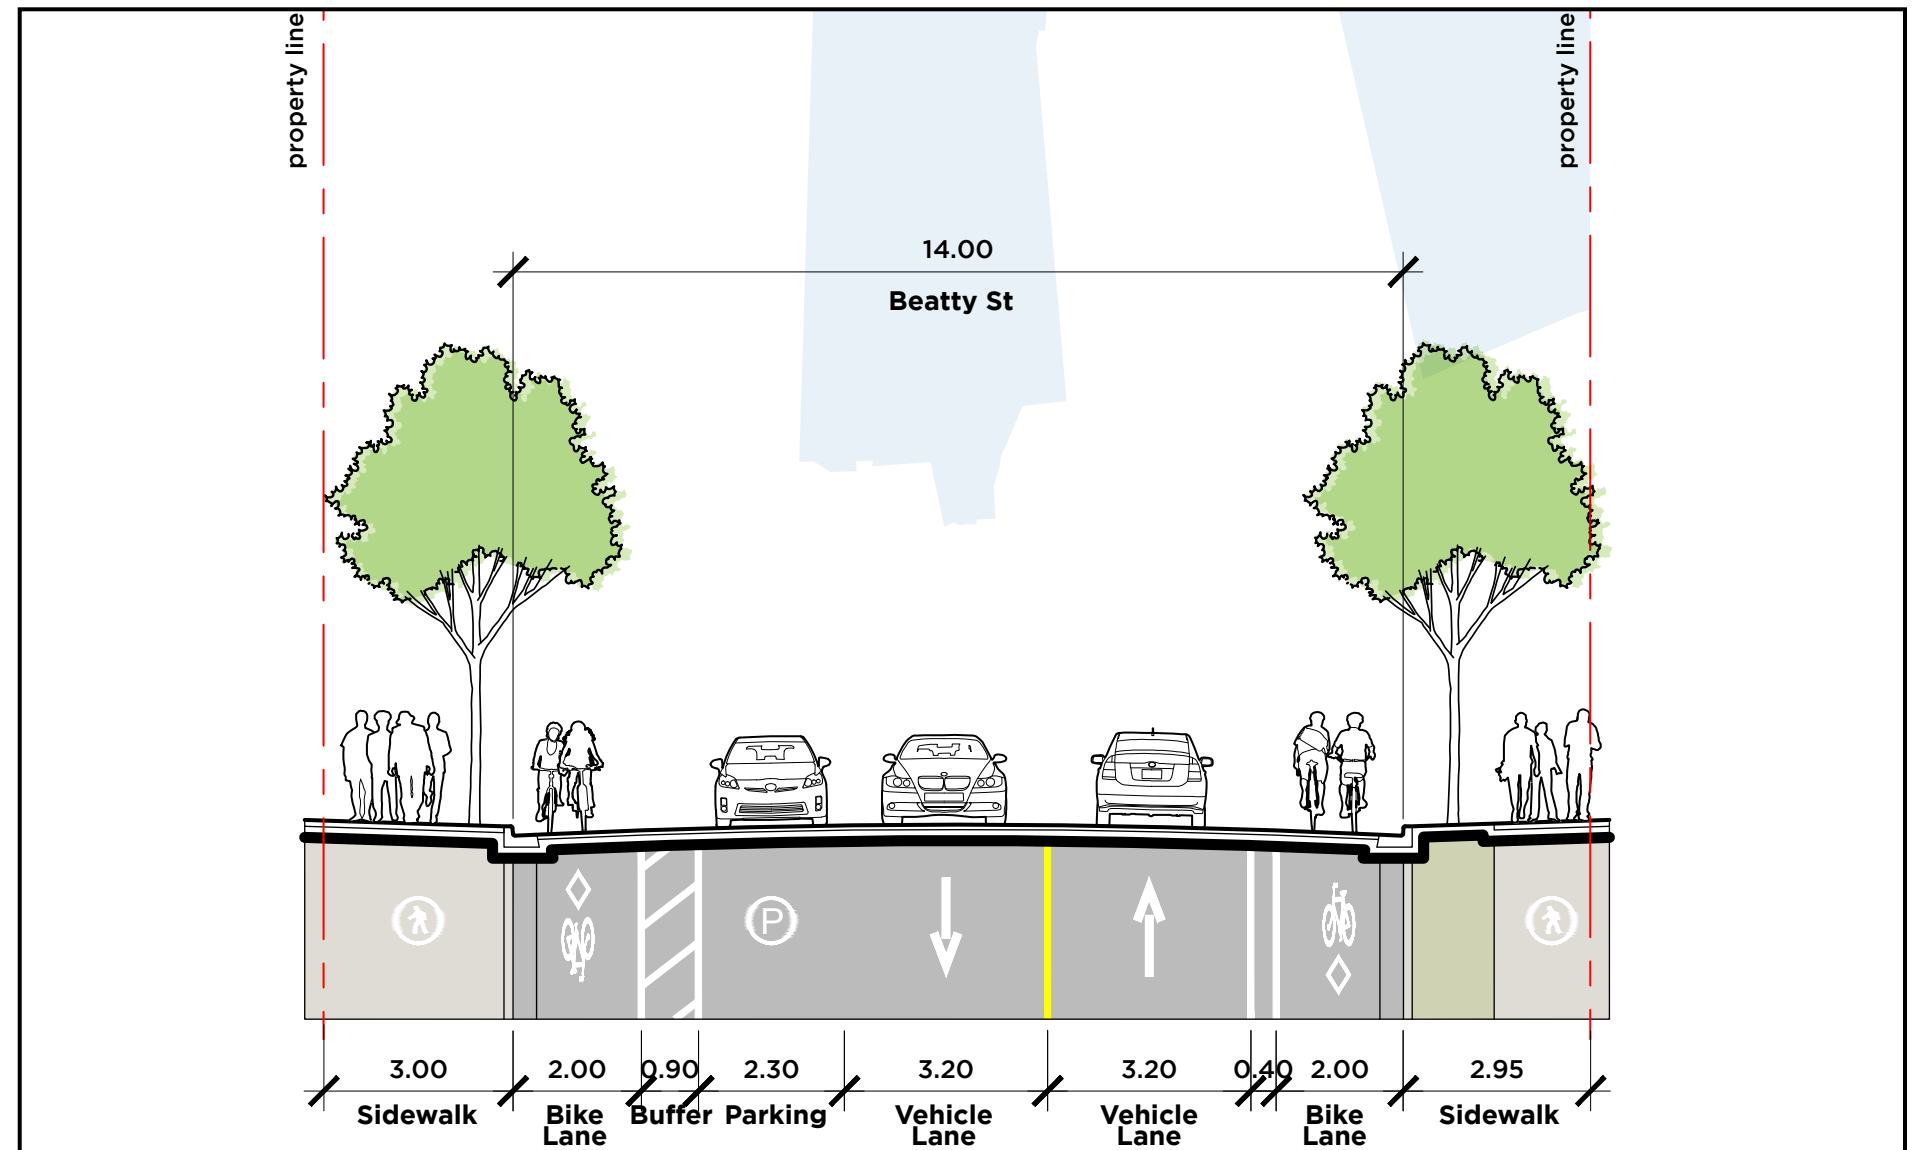 property line
property line
14.00
Beatty St
P
3.00 2.00 0.90 2.30 3.20 3.20 0.40 2.00 2.95
Sidewalk Bike Lane Buffer Parking Vehicle Lane Vehicle Lane Bike Lane Sidewalk